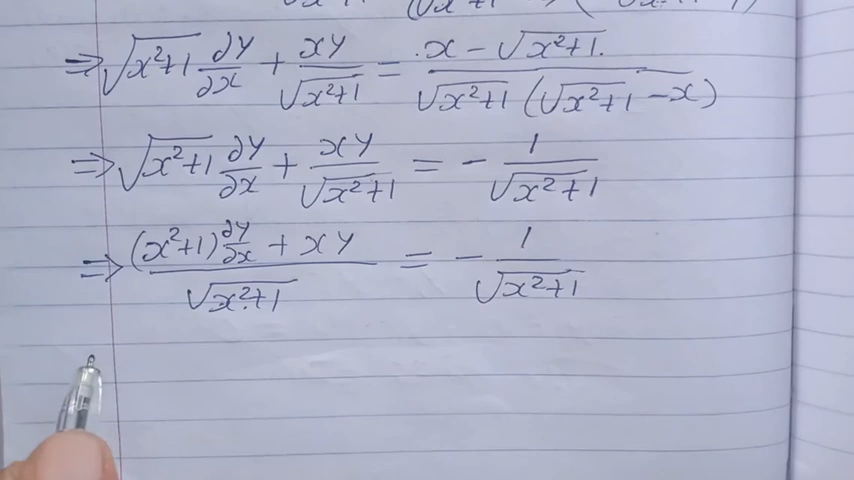 ⇒ √(x²+1) ∂y/∂x + xy/√(x²+1) = x - √(x²+1) / √(x²+1) (√(x²+1) - x)
⇒ √(x²+1) ∂y/∂x + xy/√(x²+1) = - 1/√(x²+1)
⇒ (x²+1) ∂y/∂x + xy / √(x²+1) = - 1/√(x²+1)